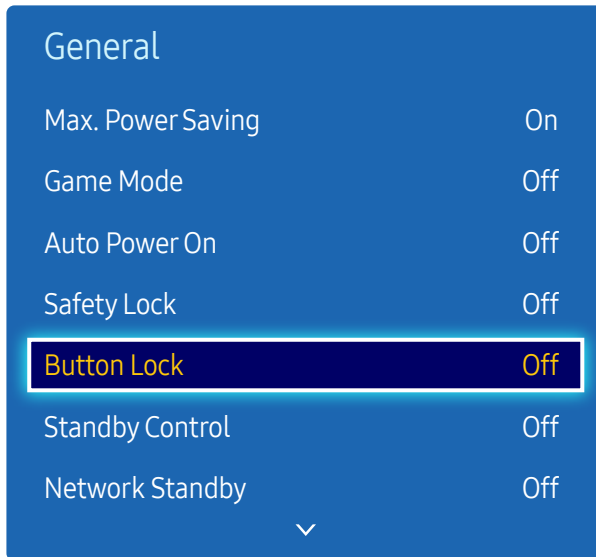 General
Max. Power Saving On
Game Mode Off
Auto Power On Off
Safety Lock Off
Button Lock Off
Standby Control Off
Network Standby Off